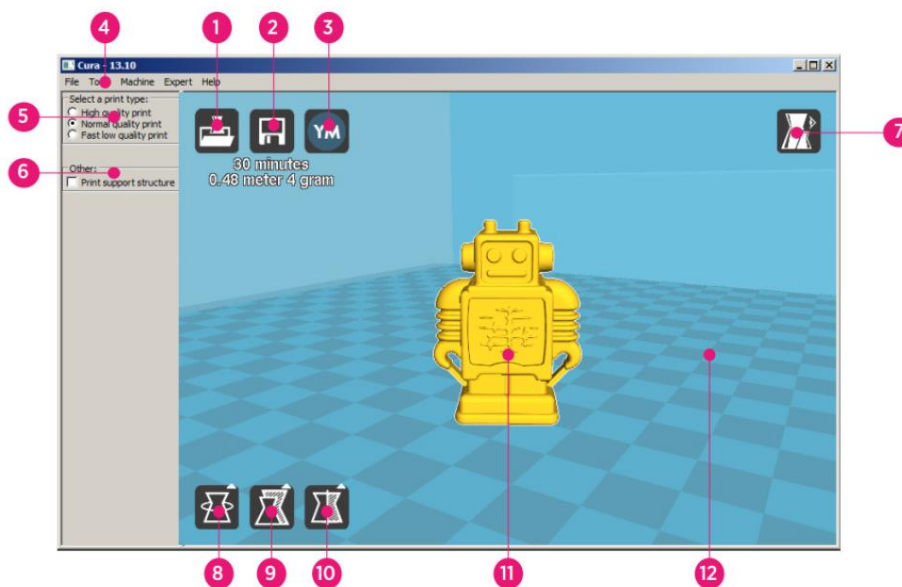 1 2 3
4
Cura - 13.10
File Too Machine Expert Help
5
Select a print type:
High quality print
Normal quality print
Fast low quality print
6
Other:
Print support structure
YM
30 minutes
0.48 meter 4 gram
7
8 9 10 11 12